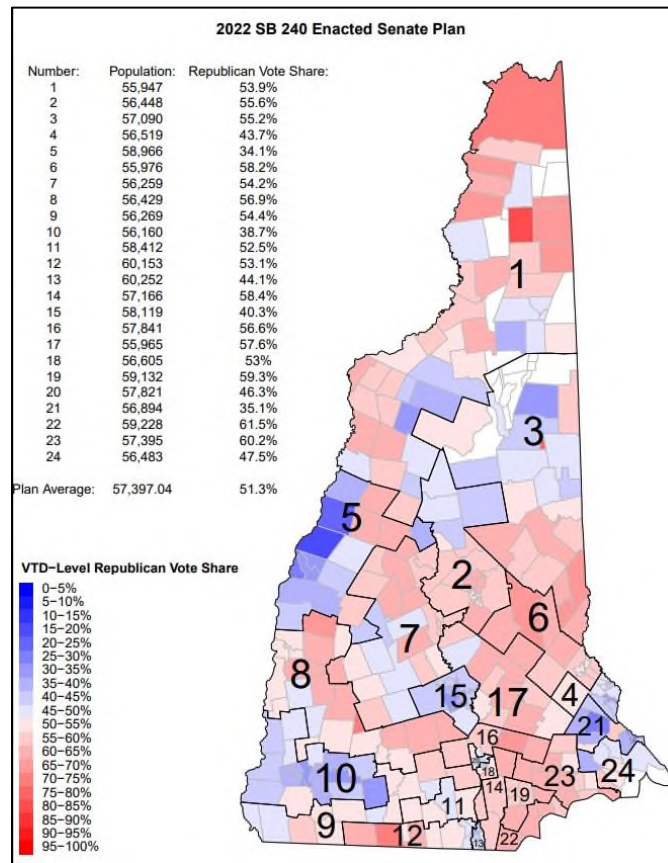 2022 SB 240 Enacted Senate Plan
Number: Population: Republican Vote Share:
1 55,947 53.9%
2 56,448 55.6%
3 57,090 55.2%
4 56,519 43.7%
5 58,966 34.1%
6 55,976 58.2%
7 56,259 54.2%
8 56,429 56.9%
9 56,269 54.4%
10 56,160 38.7%
11 58,412 52.5%
12 60,153 53.1%
13 60,252 44.1%
14 57,166 58.4%
15 58,119 40.3%
16 57,841 56.6%
17 55,965 57.6%
18 56,605 53%
19 59,132 59.3%
20 57,821 46.3%
21 56,894 35.1%
22 59,228 61.5%
23 57,395 60.2%
24 56,483 47.5%
Plan Average: 57,397.04 51.3%
VTD-Level Republican Vote Share
0-5%
5-10%
10-15%
15-20%
20-25%
25-30%
30-35%
35-40%
40-45%
45-50%
50-55%
55-60%
60-65%
65-70%
70-75%
75-80%
80-85%
85-90%
90-95%
95-100%
1
3
5
2
7
6
8
15
17
4
21
16
10
18
23
24
9
12
11
14
19
13
22